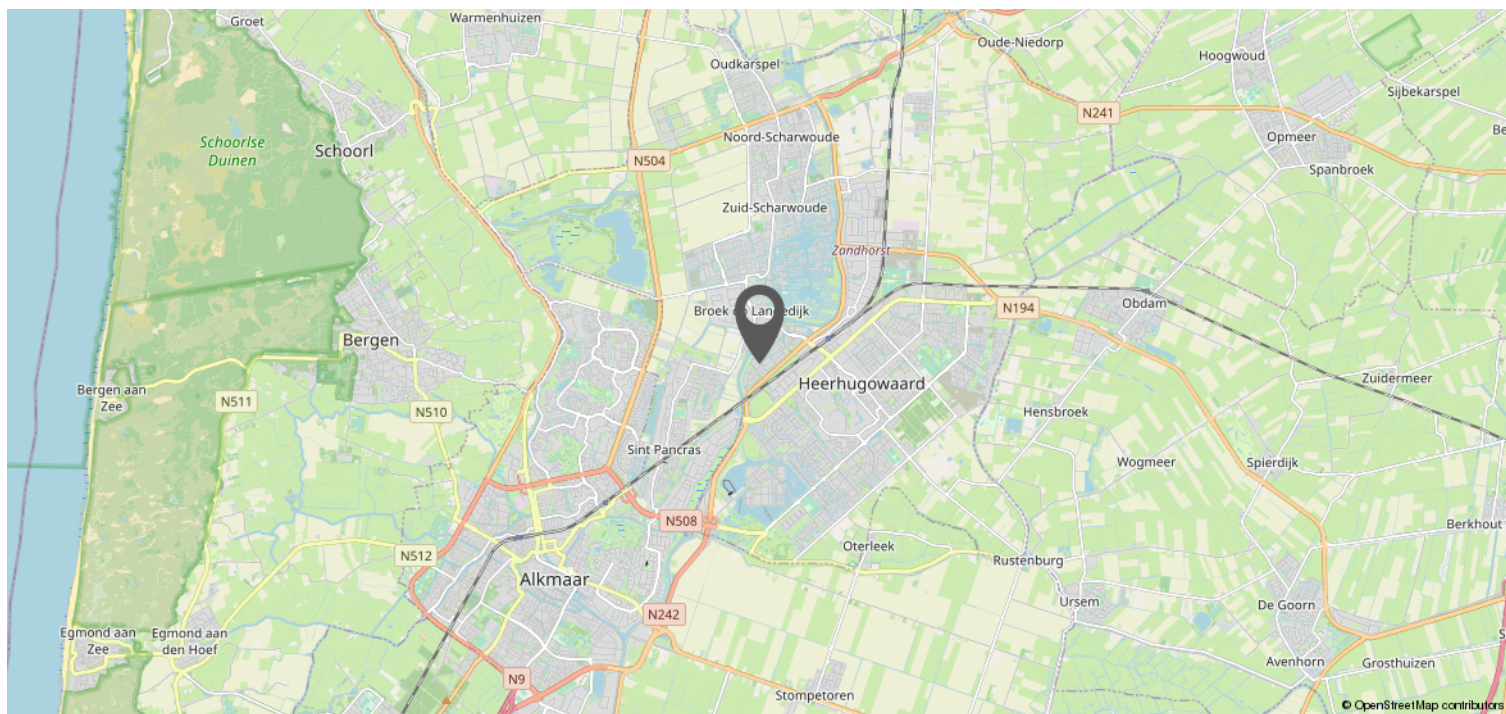 Groet
Warmenhuizen
Oude-Niedorp
Hoogwoud
Oudkarspel
Sijbekarspel
N241
Schoorlse
Duinen
Schoorl
N504
Noord-Scharwoude
Opmeer
Spanbroek
Zuid-Scharwoude
Zandhorst
Obdam
N194
Bergen
Heerhugowaard
Bergen aan
Zee
N511
N510
Zuidermeer
Hensbroek
Sint Pancras
Wogmeer
Spierdijk
N508
Berkhout
N512
Oterleek
Rustenburg
Alkmaar
Ursem
De Goorn
N242
Egmond aan
Zee
Egmond aan
den Hoef
Avenhorn
Grosthuizen
N9
Stompetoren
© OpenStreetMap contributors